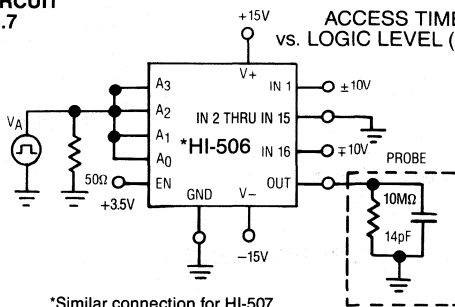 RCUIT
.7
ACCESS TIME
vs. LOGIC LEVEL (
+15V
V+
A3
A2
A1
A0
EN
VA
50Ω
+3.5V
*HI-506
IN 1
±10V
IN 2 THRU IN 15
IN 16
∓10V
OUT
GND
V−
−15V
PROBE
10MΩ
14pF
*Similar connection for HI-507